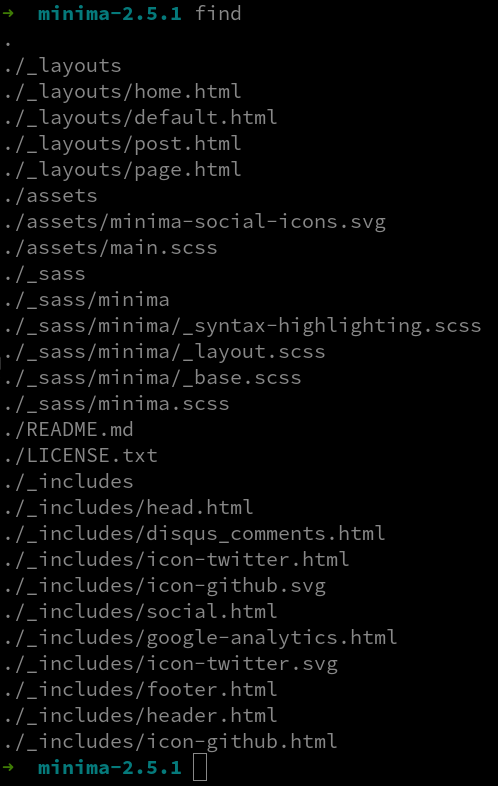 ➜  minima-2.5.1 find
.
./_layouts
./_layouts/home.html
./_layouts/default.html
./_layouts/post.html
./_layouts/page.html
./assets
./assets/minima-social-icons.svg
./assets/main.scss
./_sass
./_sass/minima
./_sass/minima/_syntax-highlighting.scss
./_sass/minima/_layout.scss
./_sass/minima/_base.scss
./_sass/minima.scss
./README.md
./LICENSE.txt
./_includes
./_includes/head.html
./_includes/disqus_comments.html
./_includes/icon-twitter.html
./_includes/icon-github.svg
./_includes/social.html
./_includes/google-analytics.html
./_includes/icon-twitter.svg
./_includes/footer.html
./_includes/header.html
./_includes/icon-github.html
➜  minima-2.5.1